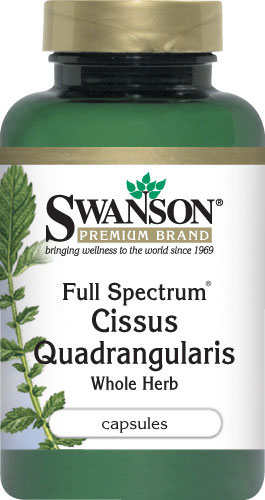 SWANSON®
PREMIUM BRAND
bringing wellness to the world since 1969
Full Spectrum®
Cissus
Quadrangularis
Whole Herb
capsules